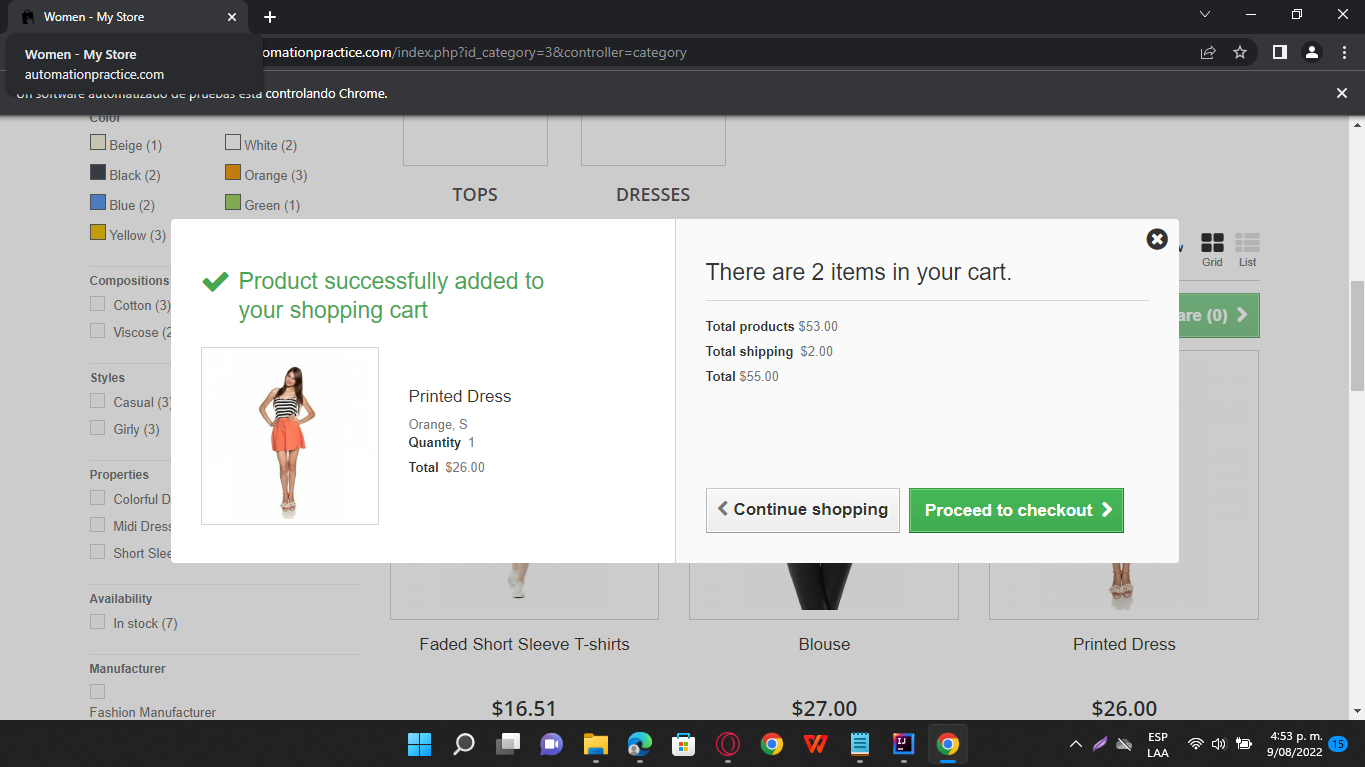 Women - My Store
Women - My Store
automationpractice.com
omationpractice.com/index.php?id_category=3&controller=category
Un software automatizado de pruebas está controlando Chrome.
Color
Beige (1)
White (2)
Black (2)
Orange (3)
Blue (2)
Green (1)
Yellow (3)
TOPS
DRESSES
Grid
List
Compositions
Cotton (3)
Viscose (2
are (0)
Styles
Casual (3)
Girly (3)
Properties
Colorful D
Midi Dress
Short Slee
Availability
In stock (7)
Manufacturer
Fashion Manufacturer
Product successfully added to
your shopping cart
Printed Dress
Orange, S
Quantity 1
Total $26.00
There are 2 items in your cart.
Total products $53.00
Total shipping $2.00
Total $55.00
Continue shopping
Proceed to checkout
Faded Short Sleeve T-shirts
Blouse
Printed Dress
$16.51
$27.00
$26.00
ESP
LAA
4:53 p. m.
9/08/2022
15